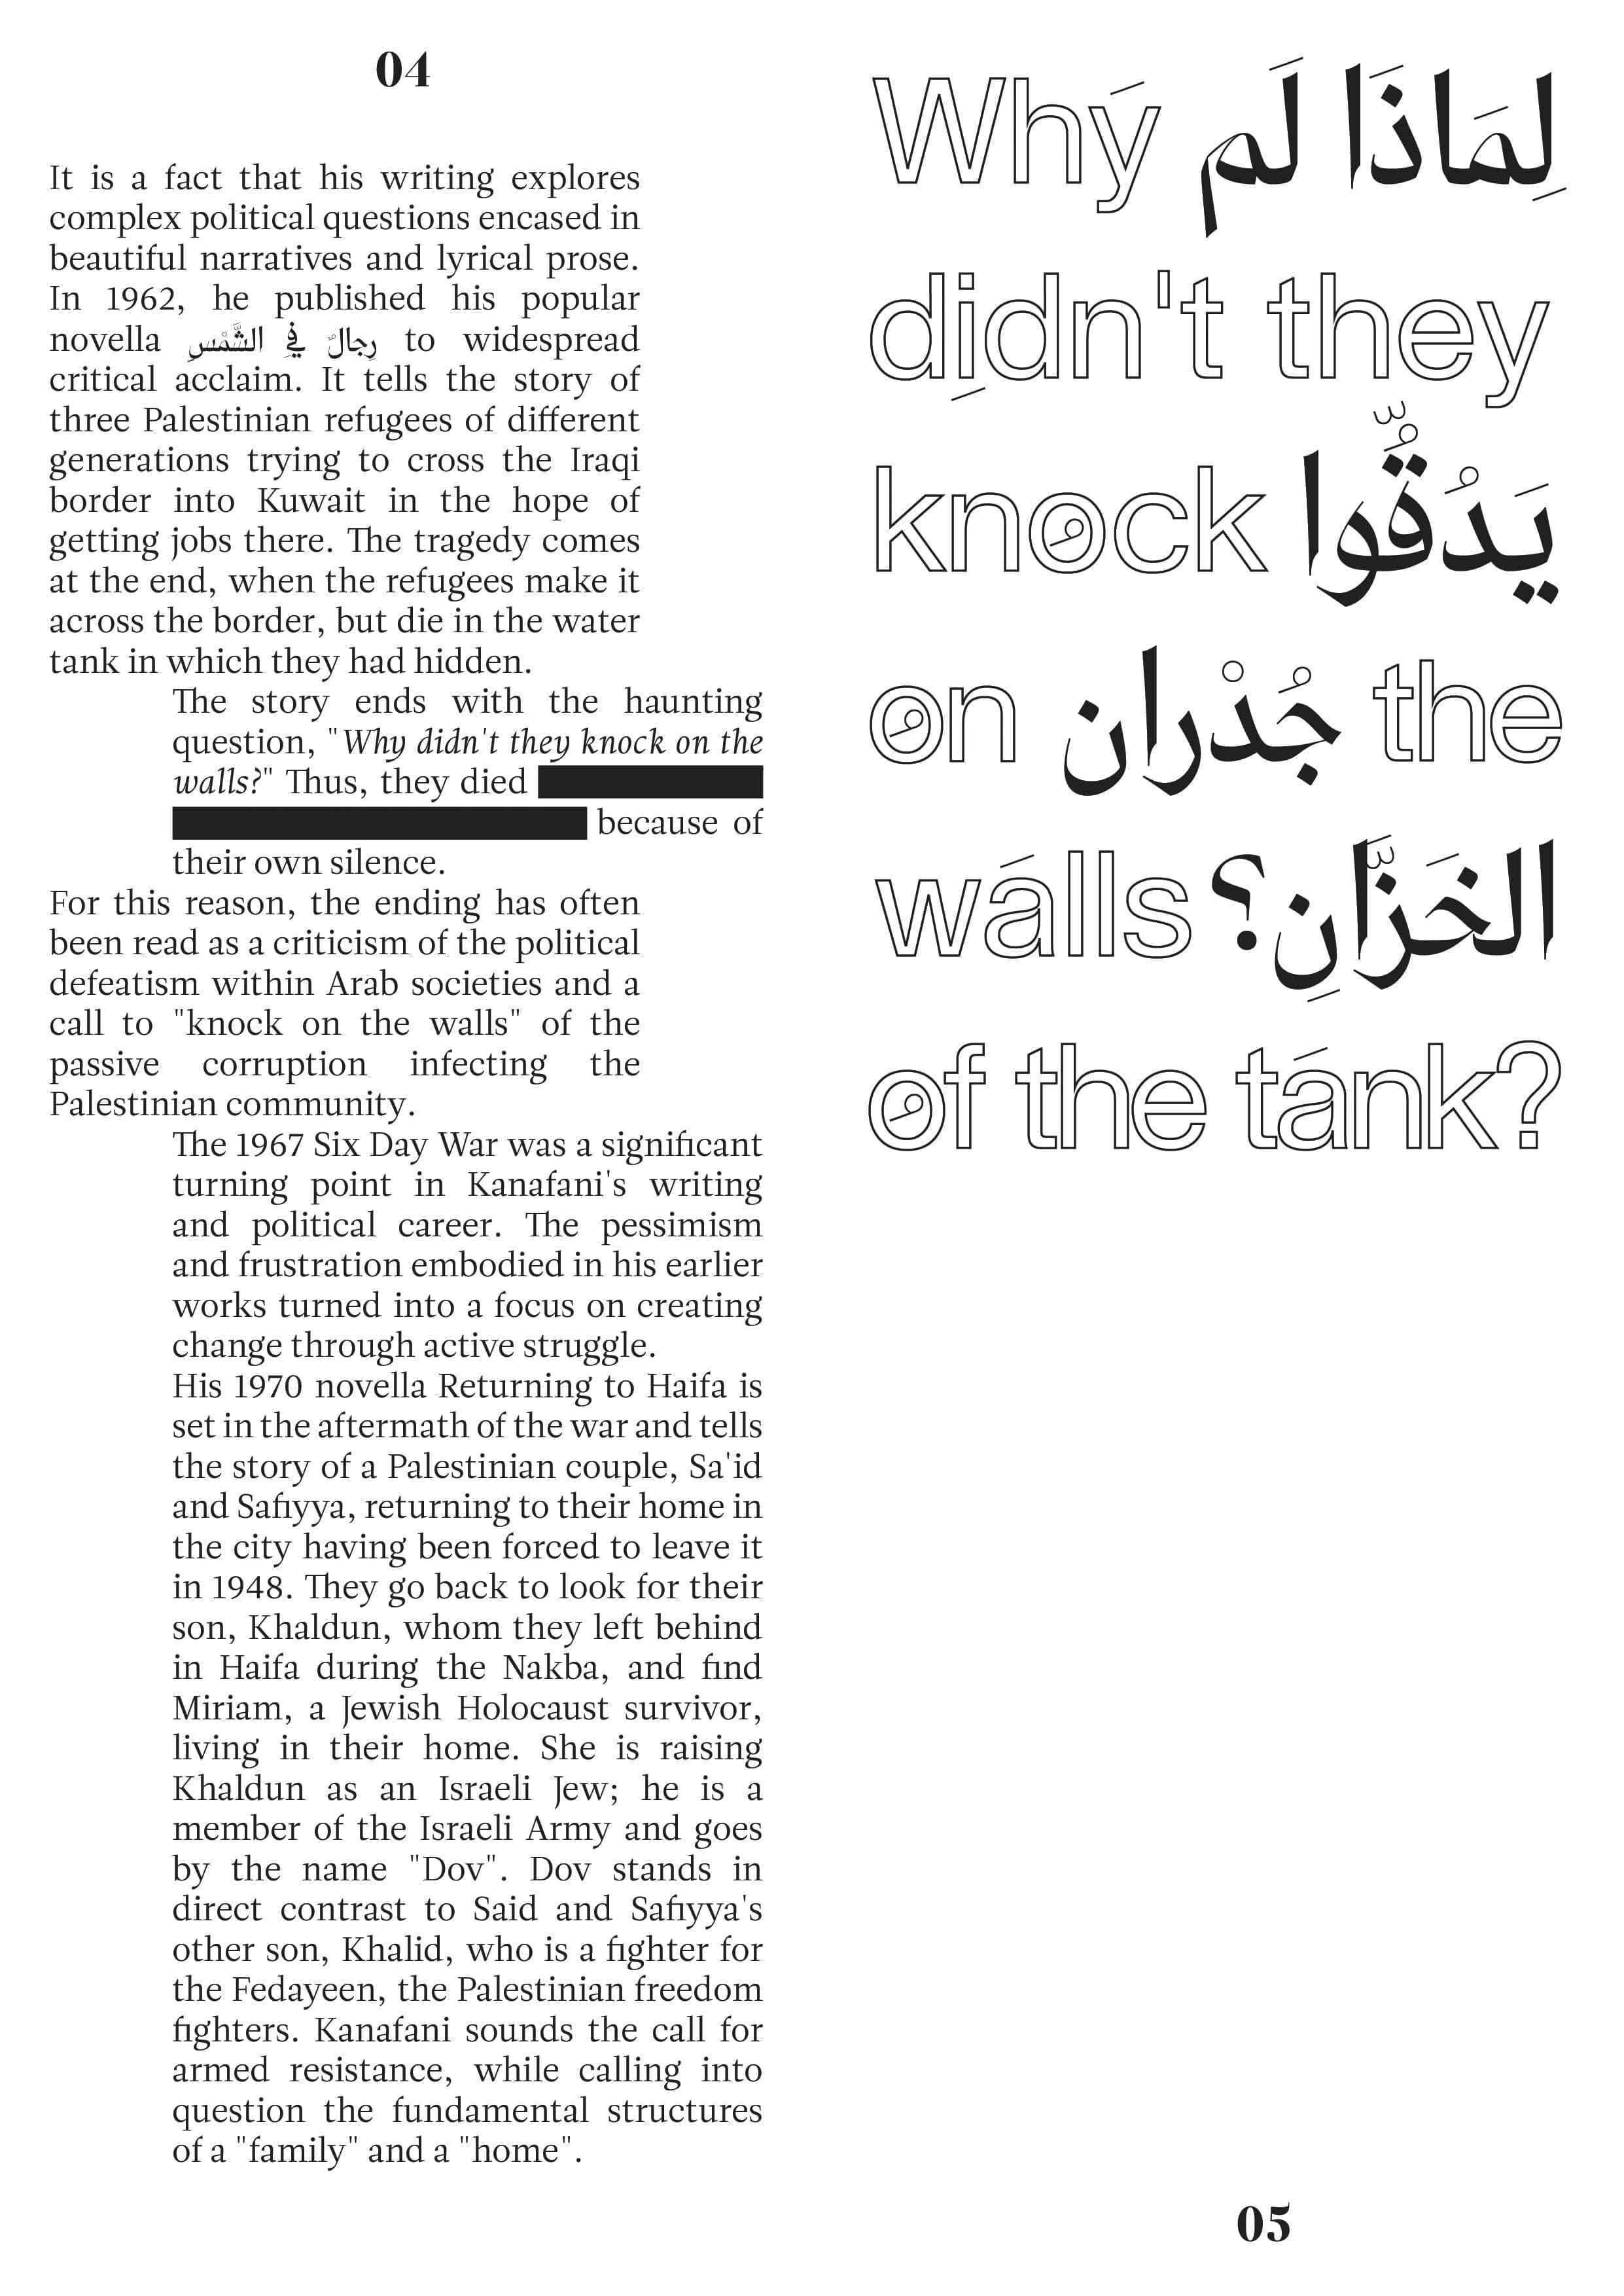 04
It is a fact that his writing explores
complex political questions encased in
beautiful narratives and lyrical prose.
In 1962, he published his popular
novella رِجالٌ في الشَّمْسِ to widespread
critical acclaim. It tells the story of
three Palestinian refugees of different
generations trying to cross the Iraqi
border into Kuwait in the hope of
getting jobs there. The tragedy comes
at the end, when the refugees make it
across the border, but die in the water
tank in which they had hidden.
The story ends with the haunting
question, "Why didn't they knock on the
walls?" Thus, they died
because of
their own silence.
For this reason, the ending has often
been read as a criticism of the political
defeatism within Arab societies and a
call to "knock on the walls" of the
passive corruption infecting the
Palestinian community.
The 1967 Six Day War was a significant
turning point in Kanafani's writing
and political career. The pessimism
and frustration embodied in his earlier
works turned into a focus on creating
change through active struggle.
His 1970 novella Returning to Haifa is
set in the aftermath of the war and tells
the story of a Palestinian couple, Sa'id
and Safiyya, returning to their home in
the city having been forced to leave it
in 1948. They go back to look for their
son, Khaldun, whom they left behind
in Haifa during the Nakba, and find
Miriam, a Jewish Holocaust survivor,
living in their home. She is raising
Khaldun as an Israeli Jew; he is a
member of the Israeli Army and goes
by the name "Dov". Dov stands in
direct contrast to Said and Safiyya's
other son, Khalid, who is a fighter for
the Fedayeen, the Palestinian freedom
fighters. Kanafani sounds the call for
armed resistance, while calling into
question the fundamental structures
of a "family" and a "home".
Why لِمَاذَا لَم
didn't they
knock يَدُقُّوا
on جُدْران the
walls الخَزَّانِ؟
of the tank?
05